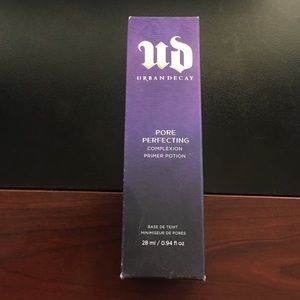 UD
URBAN DECAY
PORE
PERFECTING
COMPLEXION
PRIMER POTION
BASE DE TEINT
MINIMISEUR DE PORES
28 ml / 0.94 fl oz